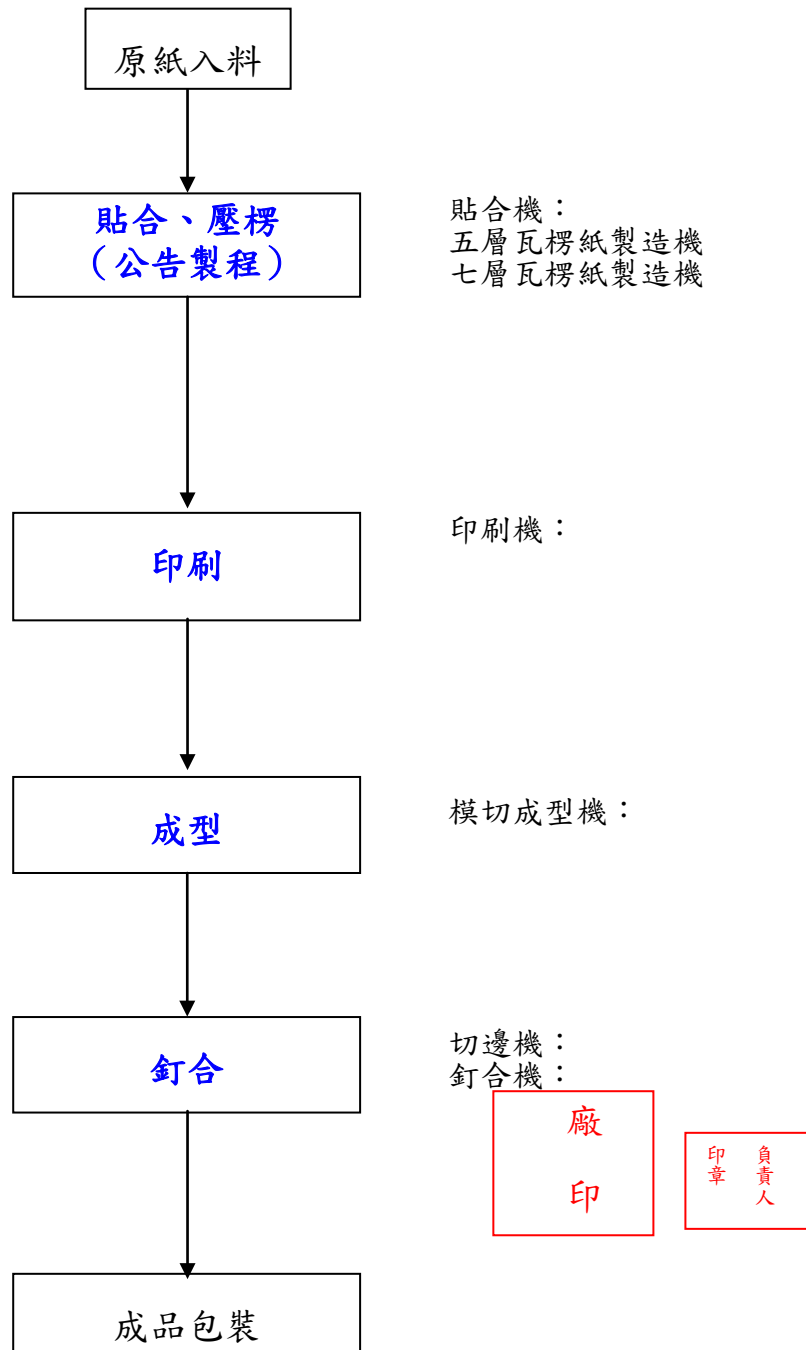 原紙入料
貼合、壓楞
（公告製程）
貼合機：
五層瓦楞紙製造機
七層瓦楞紙製造機
印刷
印刷機：
成型
模切成型機：
釘合
切邊機：
釘合機：
廠
印
負責人
印章
成品包裝